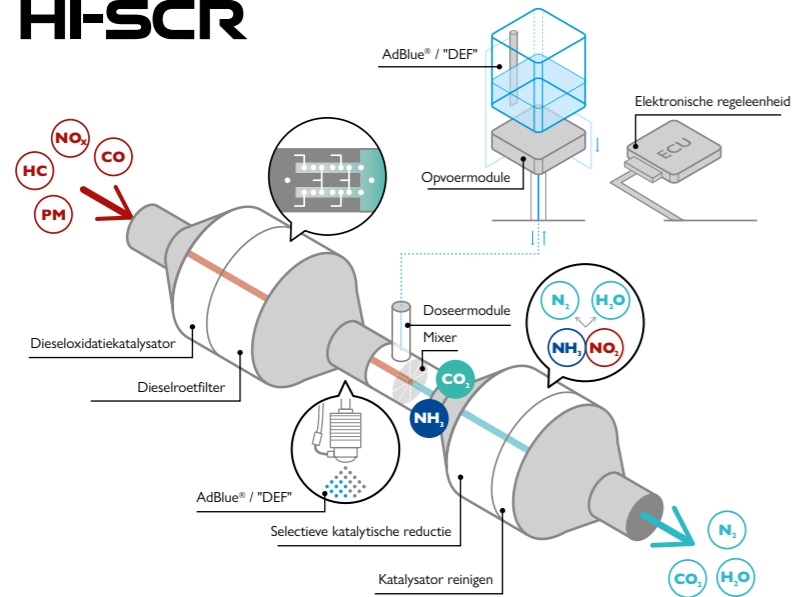 HI-SCR
AdBlue® / "DEF"
Elektronische regeleenheid
ECU
Opvoermodule
NOx
CO
HC
PM
Doseermodule
Mixer
N₂
H₂O
NH₃
NO₂
CO₂
NH₃
Dieseloxidatiekatalysator
Dieselroetfilter
AdBlue® / "DEF"
Selectieve katalytische reductie
Katalysator reinigen
N₂
CO₂
H₂O